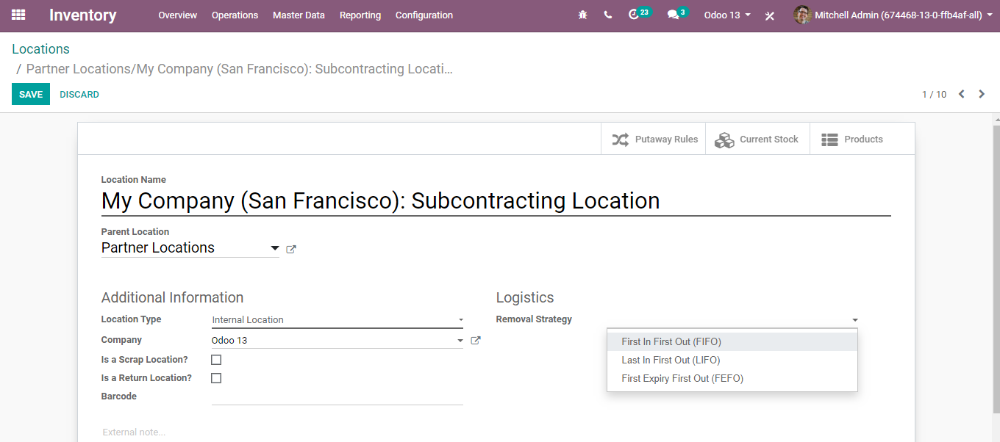 Inventory Overview Operations Master Data Reporting Configuration 23 3 Odoo 13 Mitchell Admin (674468-13-0-ffb4af-all)
Locations
/ Partner Locations/My Company (San Francisco): Subcontracting Locati...
SAVE DISCARD 1 / 10
Putaway Rules Current Stock Products
Location Name
My Company (San Francisco): Subcontracting Location
Parent Location
Partner Locations
Additional Information Logistics
Location Type Internal Location Removal Strategy
Company Odoo 13
First In First Out (FIFO)
Is a Scrap Location?
Last In First Out (LIFO)
Is a Return Location?
First Expiry First Out (FEFO)
Barcode
External note...